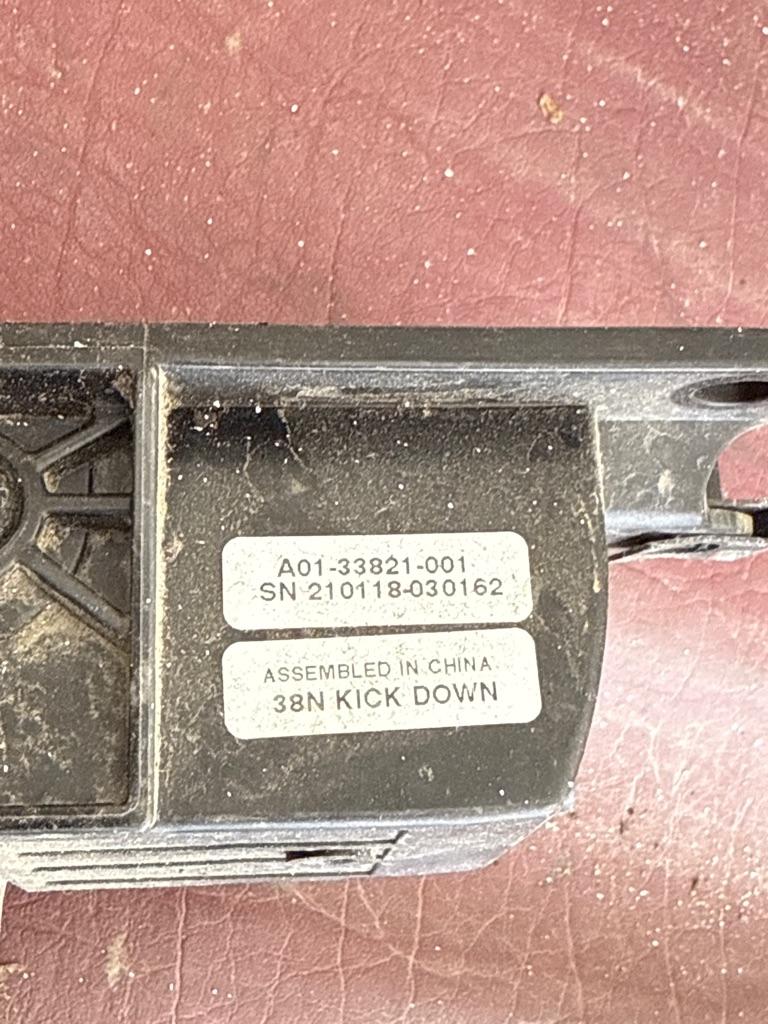 A01-33821-001
SN 210118-030162
ASSEMBLED IN CHINA
38N KICK DOWN